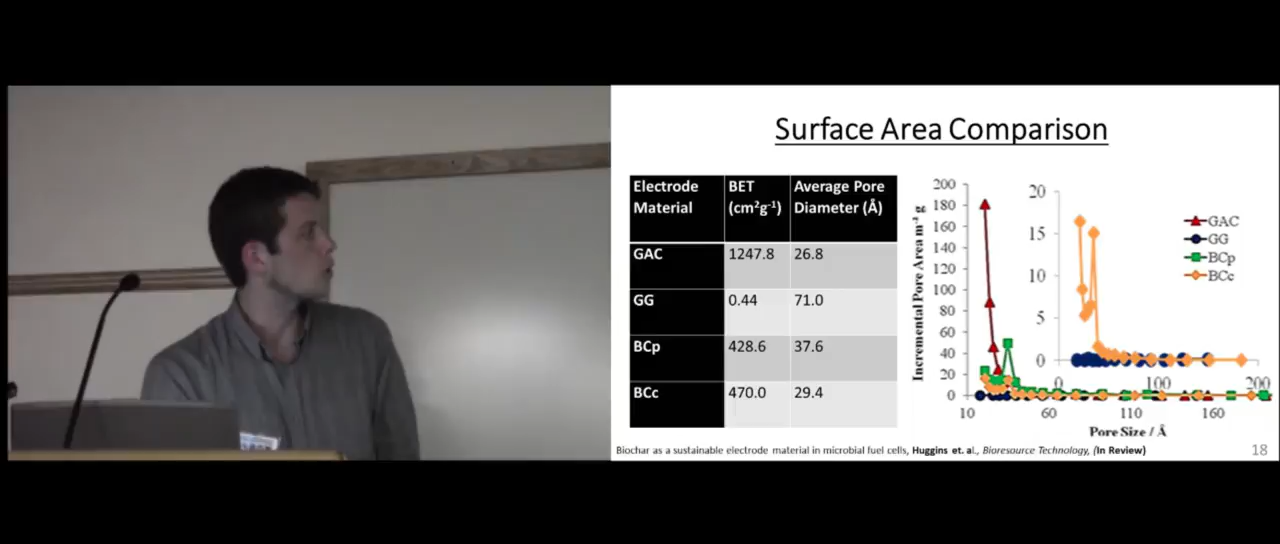 Surface Area Comparison
Electrode Material BET (cm²g⁻¹) Average Pore Diameter (Å)
GAC 1247.8 26.8
GG 0.44 71.0
BCp 428.6 37.6
BCc 470.0 29.4
Incremental Pore Area m⁻² g
200
180
160
140
120
100
80
60
40
20
0
10 60 110 160
Pore Size / Å
20
15
10
5
0
0 100 200
GAC
GG
BCp
BCc
Biochar as a sustainable electrode material in microbial fuel cells, Huggins et. al., Bioresource Technology, (In Review)
18